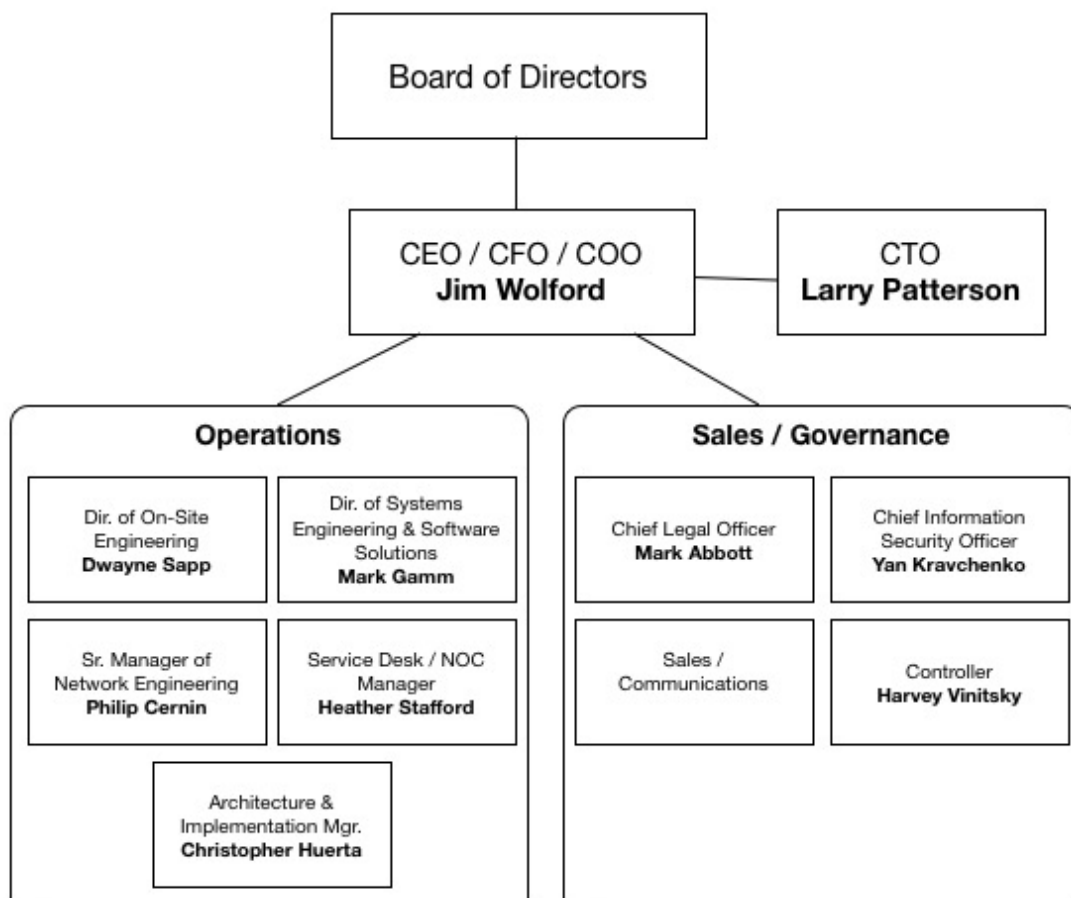 Board of Directors
CEO / CFO / COO
Jim Wolford
CTO
Larry Patterson
Operations
Dir. of On-Site
Engineering
Dwayne Sapp
Dir. of Systems
Engineering & Software
Solutions
Mark Gamm
Sr. Manager of
Network Engineering
Philip Cernin
Service Desk / NOC
Manager
Heather Stafford
Architecture &
Implementation Mgr.
Christopher Huerta
Sales / Governance
Chief Legal Officer
Mark Abbott
Chief Information
Security Officer
Yan Kravchenko
Sales /
Communications
Controller
Harvey Vinitsky